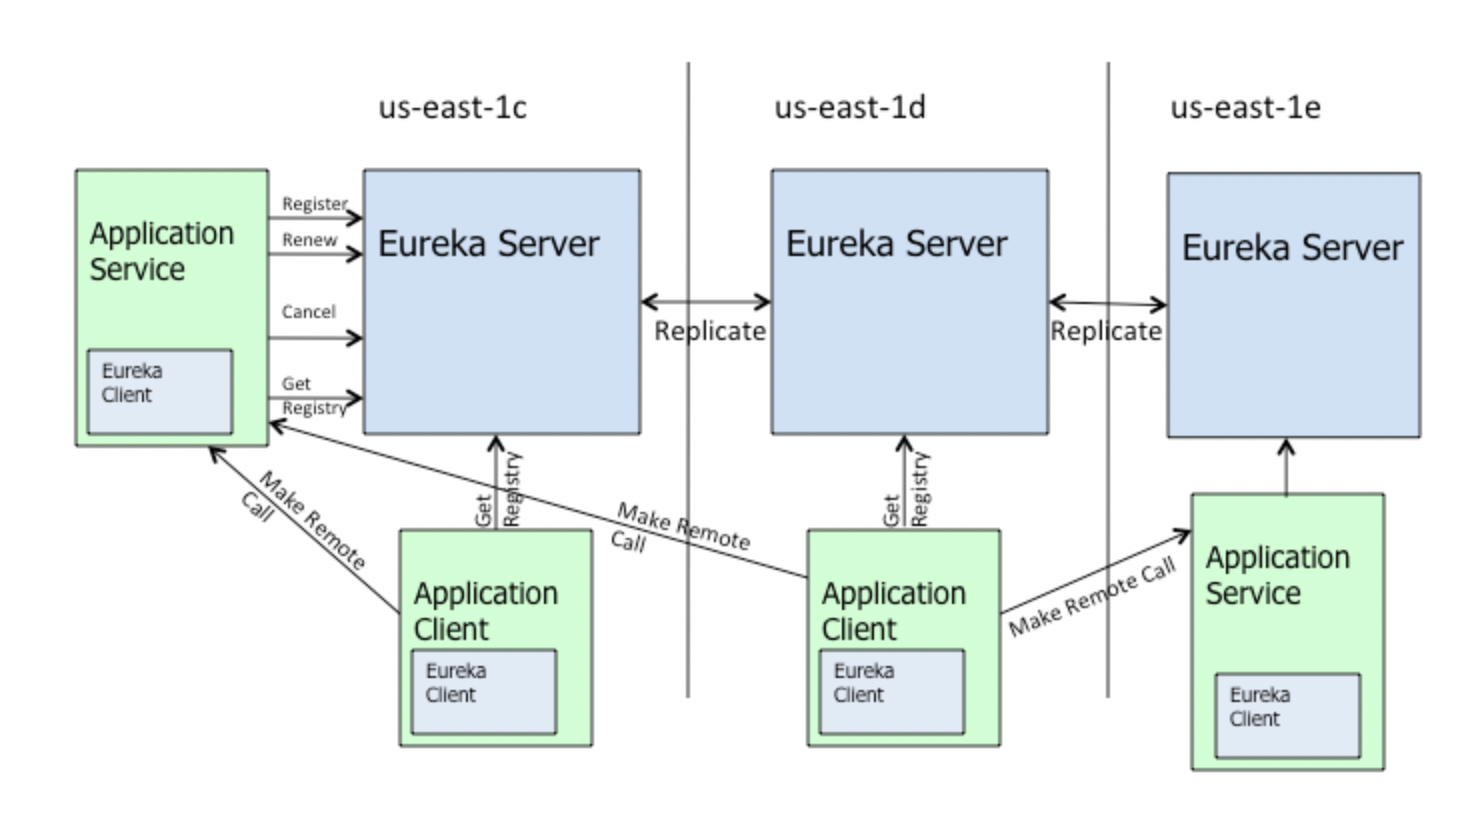 us-east-1c
us-east-1d
us-east-1e
Application
Service
Eureka
Client
Register
Renew
Cancel
Get
Registry
Eureka Server
Replicate
Eureka Server
Replicate
Eureka Server
Make Remote
Call
Get
Registry
Make Remote
Call
Get
Registry
Make Remote Call
Application
Client
Eureka
Client
Application
Client
Eureka
Client
Application
Service
Eureka
Client